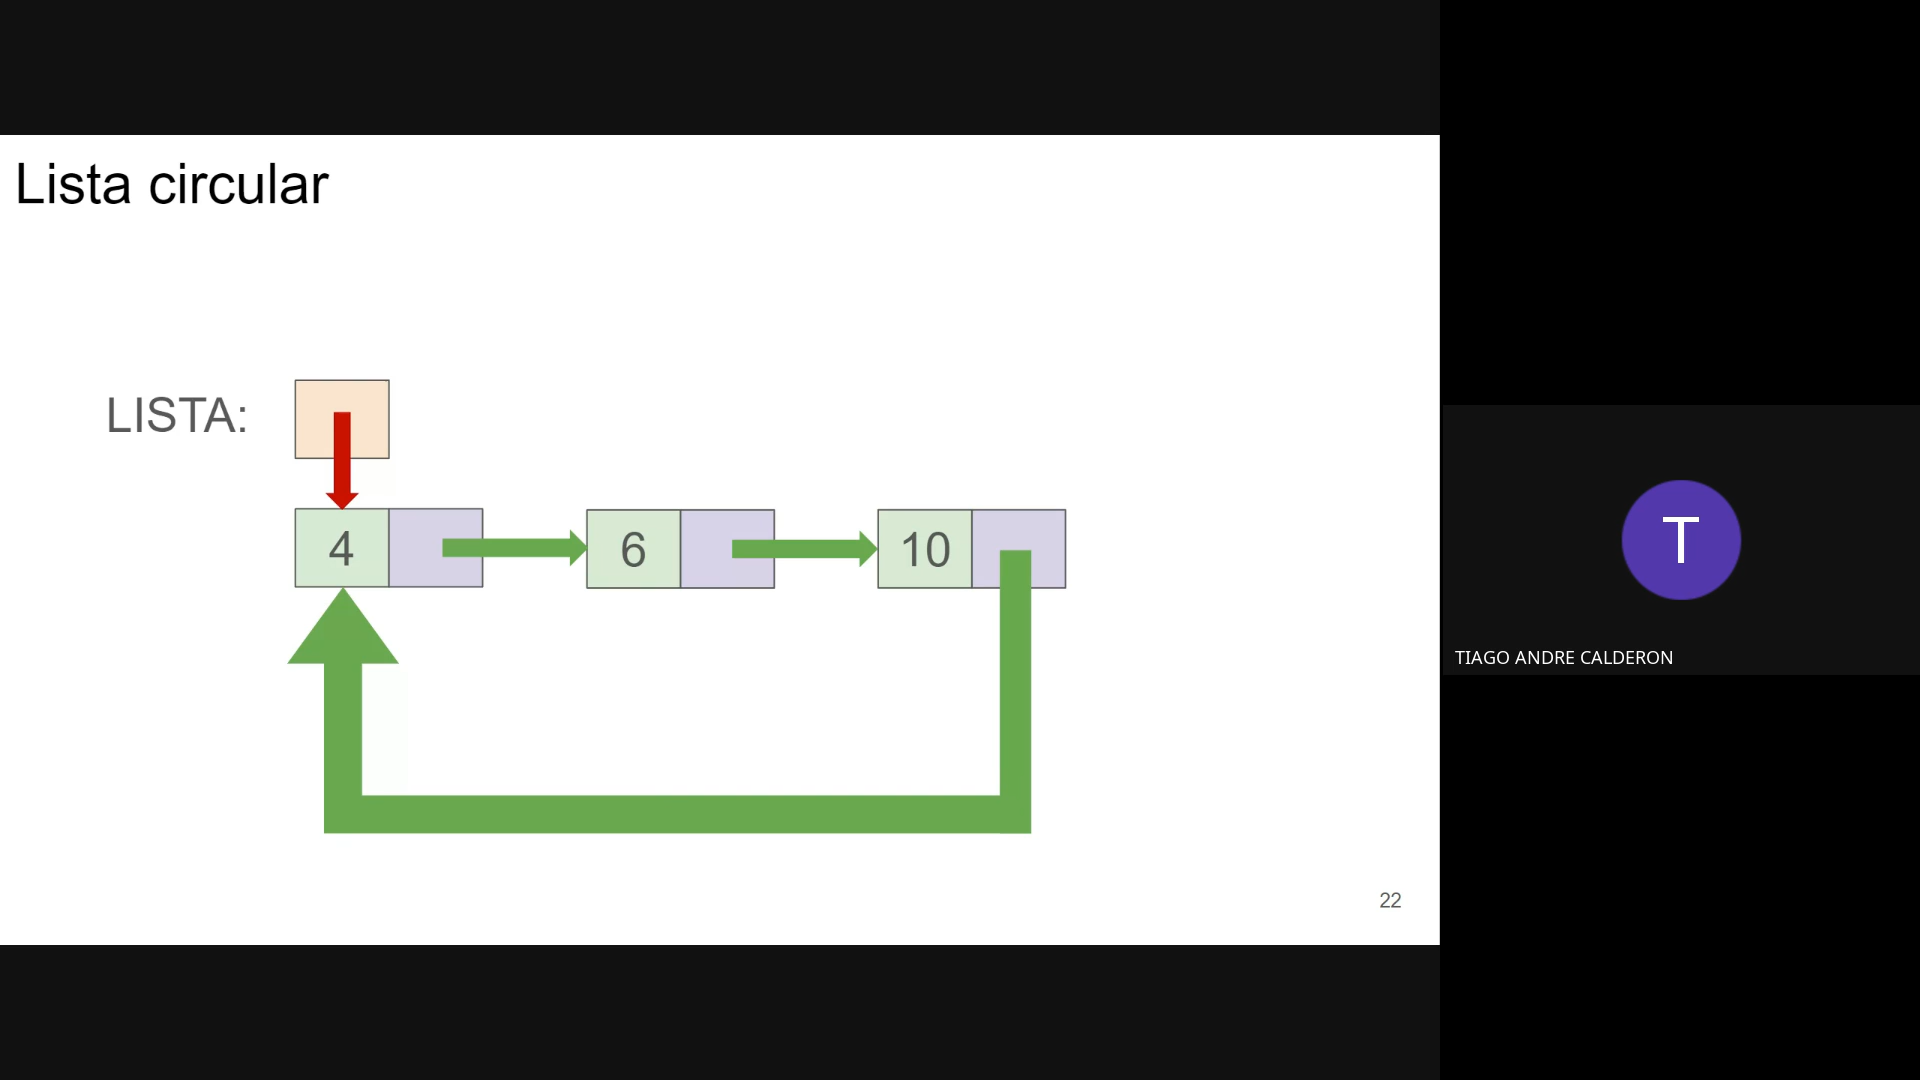 Lista circular
LISTA:
4 6 10
22
T
TIAGO ANDRE CALDERON